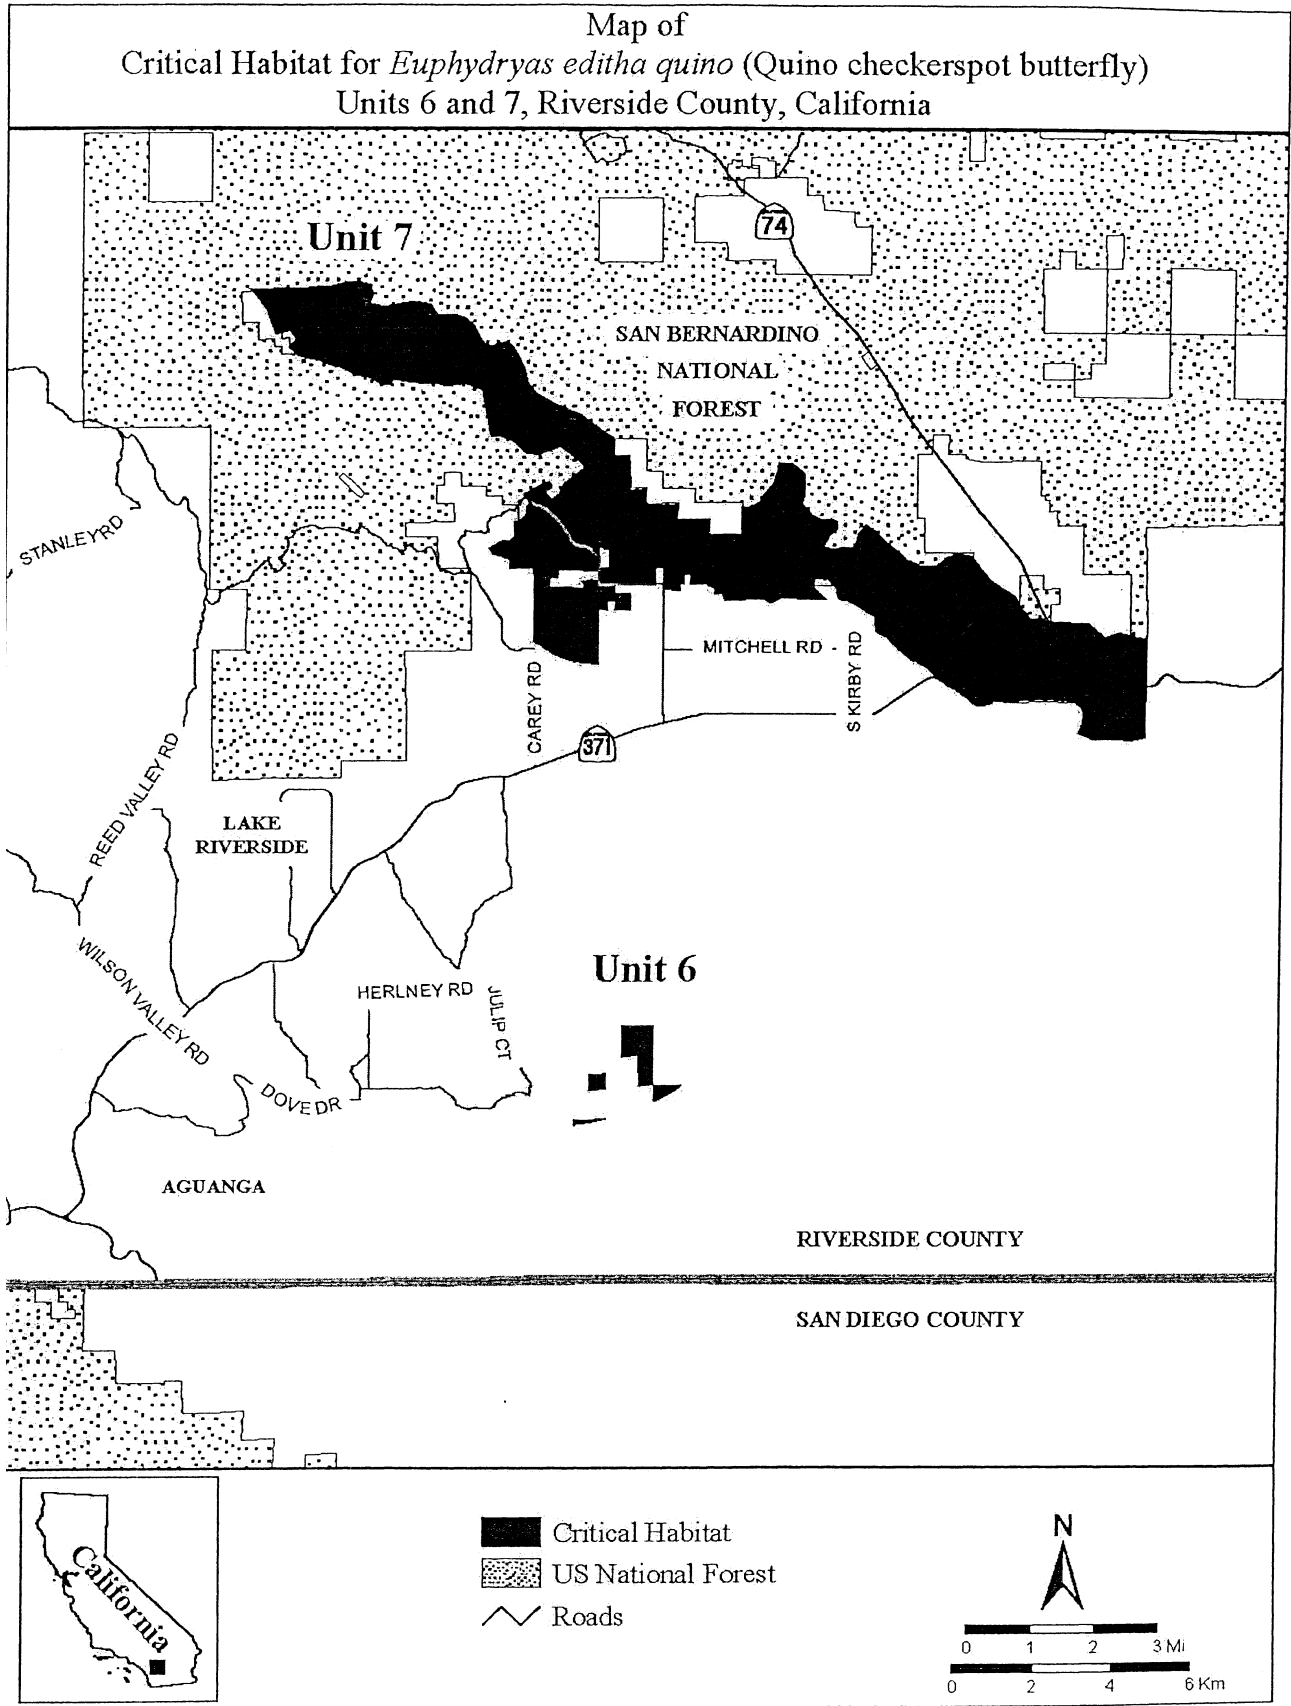 Map of
Critical Habitat for Euphydryas editha quino (Quino checkerspot butterfly)
Units 6 and 7, Riverside County, California
74
Unit 7
SAN BERNARDINO
NATIONAL
FOREST
STANLEY RD
MITCHELL RD
S KIRBY RD
CAREY RD
371
REED VALLEY RD
LAKE
RIVERSIDE
WILSON VALLEY RD
Unit 6
HERLNEY RD
JULIP CT
DOVE DR
AGUANGA
RIVERSIDE COUNTY
SAN DIEGO COUNTY
California
Critical Habitat
US National Forest
Roads
N
0 1 2 3 Mi
0 2 4 6 Km